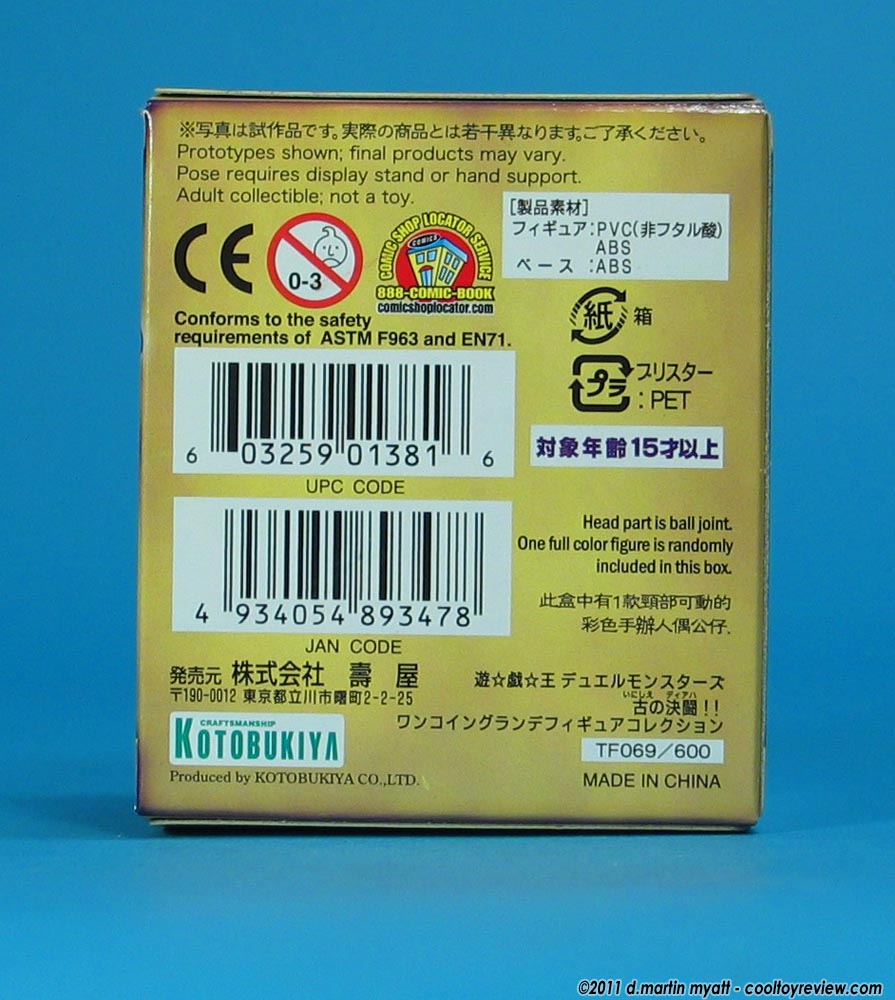 ※写真は試作品です。実際の商品とは若干異なります。ご了承ください。
Prototypes shown; final products may vary.
Pose requires display stand or hand support.
Adult collectible; not a toy.
[製品素材]
フィギュア:PVC(非フタル酸)
ABS
ベース :ABS
CE
0-3
COMIC SHOP LOCATOR SERVICE
COMICS
888-COMIC-BOOK
comicshoplocator.com
紙 箱
Conforms to the safety
requirements of ASTM F963 and EN71.
プラ ブリスター
:PET
6 03259 01381 6
UPC CODE
対象年齢15才以上
4 934054 893478
JAN CODE
Head part is ball joint.
One full color figure is randomly
included in this box.
此盒中有1款頸部可動的
彩色手辦人偶公仔.
発売元 株式会社 壽屋
〒190-0012 東京都立川市曙町2-2-25
遊☆戯☆王 デュエルモンスターズ
いにしえ ディアハ
古の決闘!!
ワンコイングランデフィギュアコレクション
CRAFTSMANSHIP
KOTOBUKIYA
TF069/600
Produced by KOTOBUKIYA CO.,LTD.
MADE IN CHINA
©2011 d.martin myatt - cooltoyreview.com